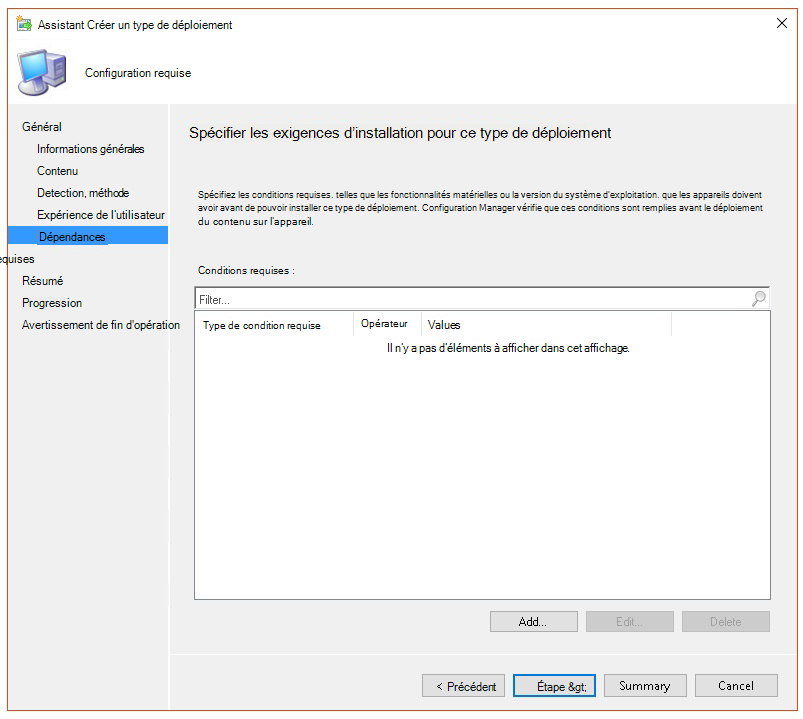 Assistant Créer un type de déploiement
Configuration requise
Général
Informations générales
Contenu
Detection, méthode
Expérience de l'utilisateur
Dépendances
quises
Résumé
Progression
Avertissement de fin d'opération
Spécifier les exigences d'installation pour ce type de déploiement
Spécifiez les conditions requises. telles que les fonctionnalités matérielles ou la version du système d'exploitation. que les appareils doivent
avoir avant de pouvoir installer ce type de déploiement. Configuration Manager vérifie que ces conditions sont remplies avant le déploiement
du contenu sur l'appareil.
Conditions requises :
Filter...
Type de condition requise Opérateur Values
Il n'y a pas d'éléments à afficher dans cet affichage.
Add... Edit... Delete
< Précédent Étape &gt; Summary Cancel